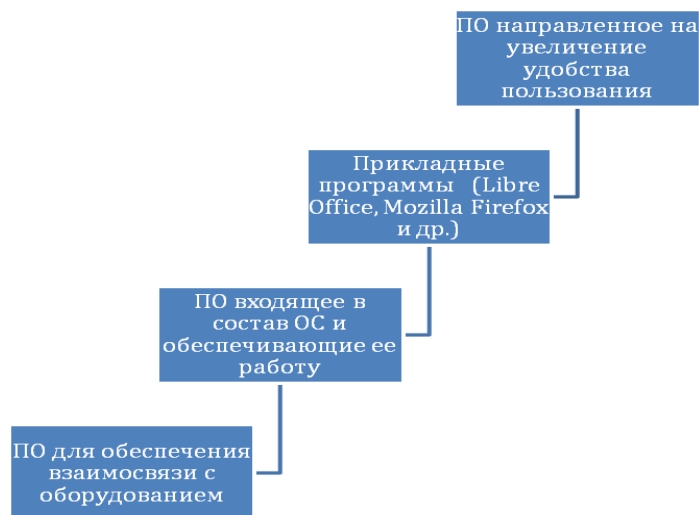 ПО направленное на
увеличение
удобства
пользования
Прикладные
программы (Libre
Office, Mozilla Firefox
и др.)
ПО входящее в
состав ОС и
обеспечивающие ее
работу
ПО для обеспечения
взаимосвязи с
оборудованием